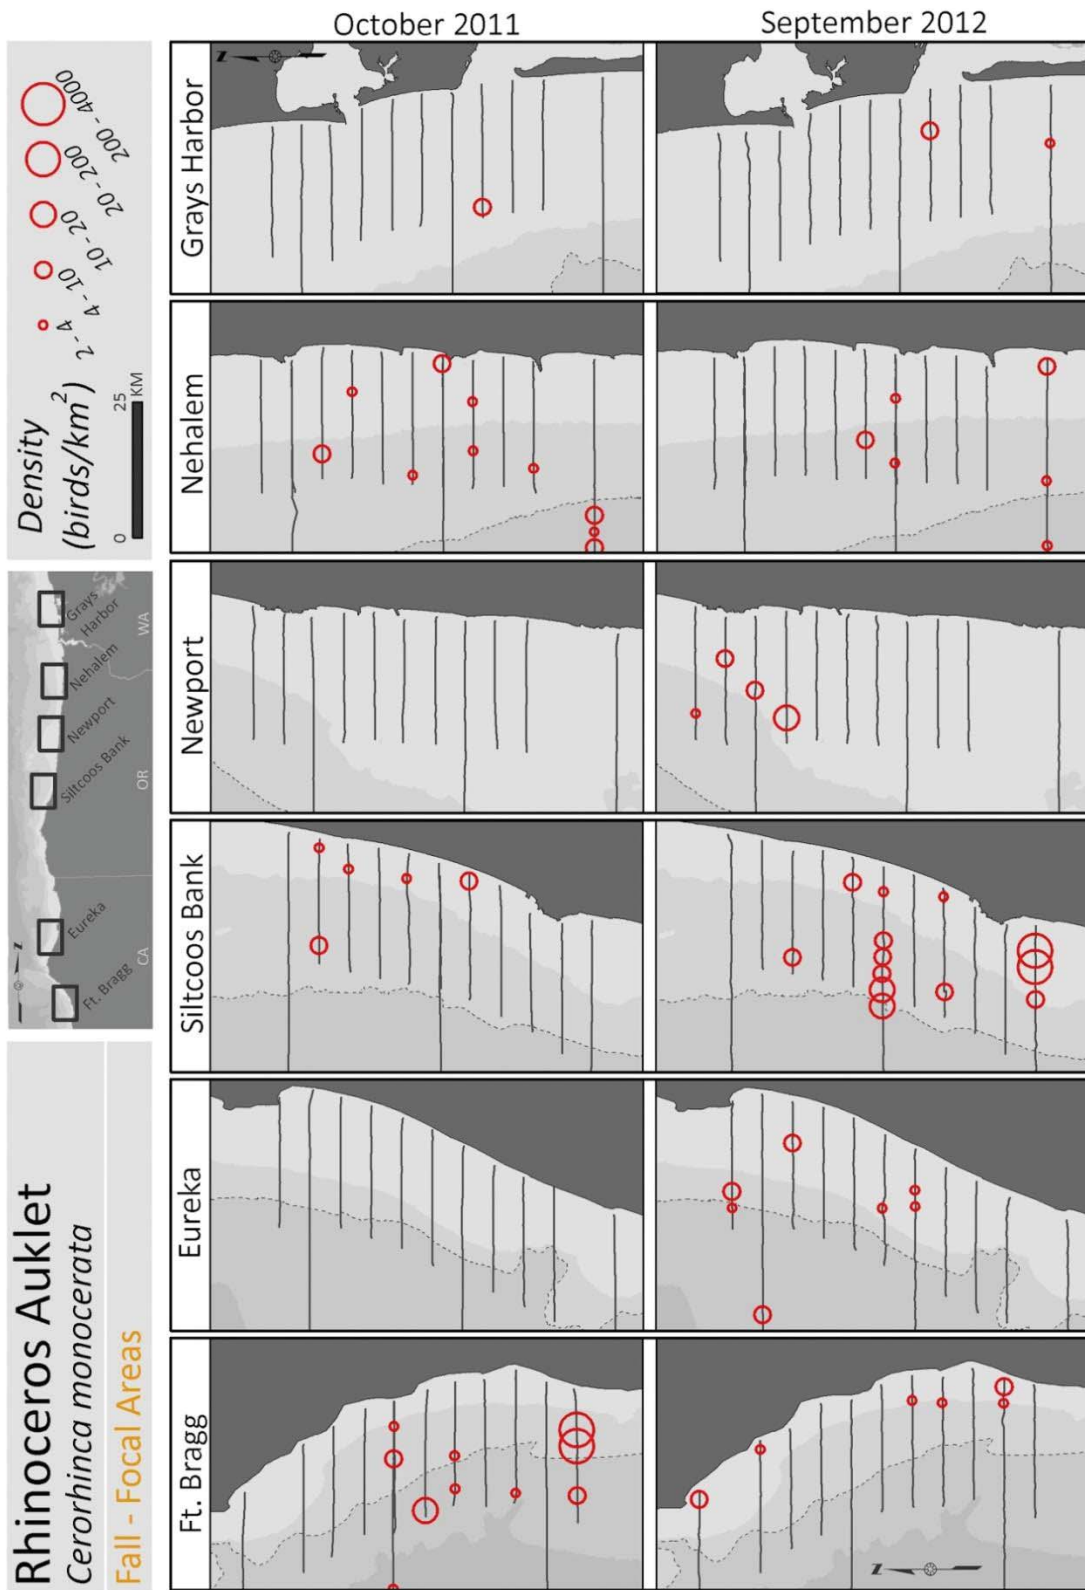 October 2011
September 2012
Grays Harbor
Nehalem
Newport
Siltcoos Bank
Eureka
Ft. Bragg
N
N
Density
(birds/km²)
2 - 4
4 - 10
10 - 20
20 - 200
200 - 4000
0
25
KM
N
Grays
Harbor
Nehalem
Newport
Siltcoos Bank
Eureka
Ft. Bragg
WA
OR
CA
Rhinoceros Auklet
Cerorhinca monocerata
Fall - Focal Areas